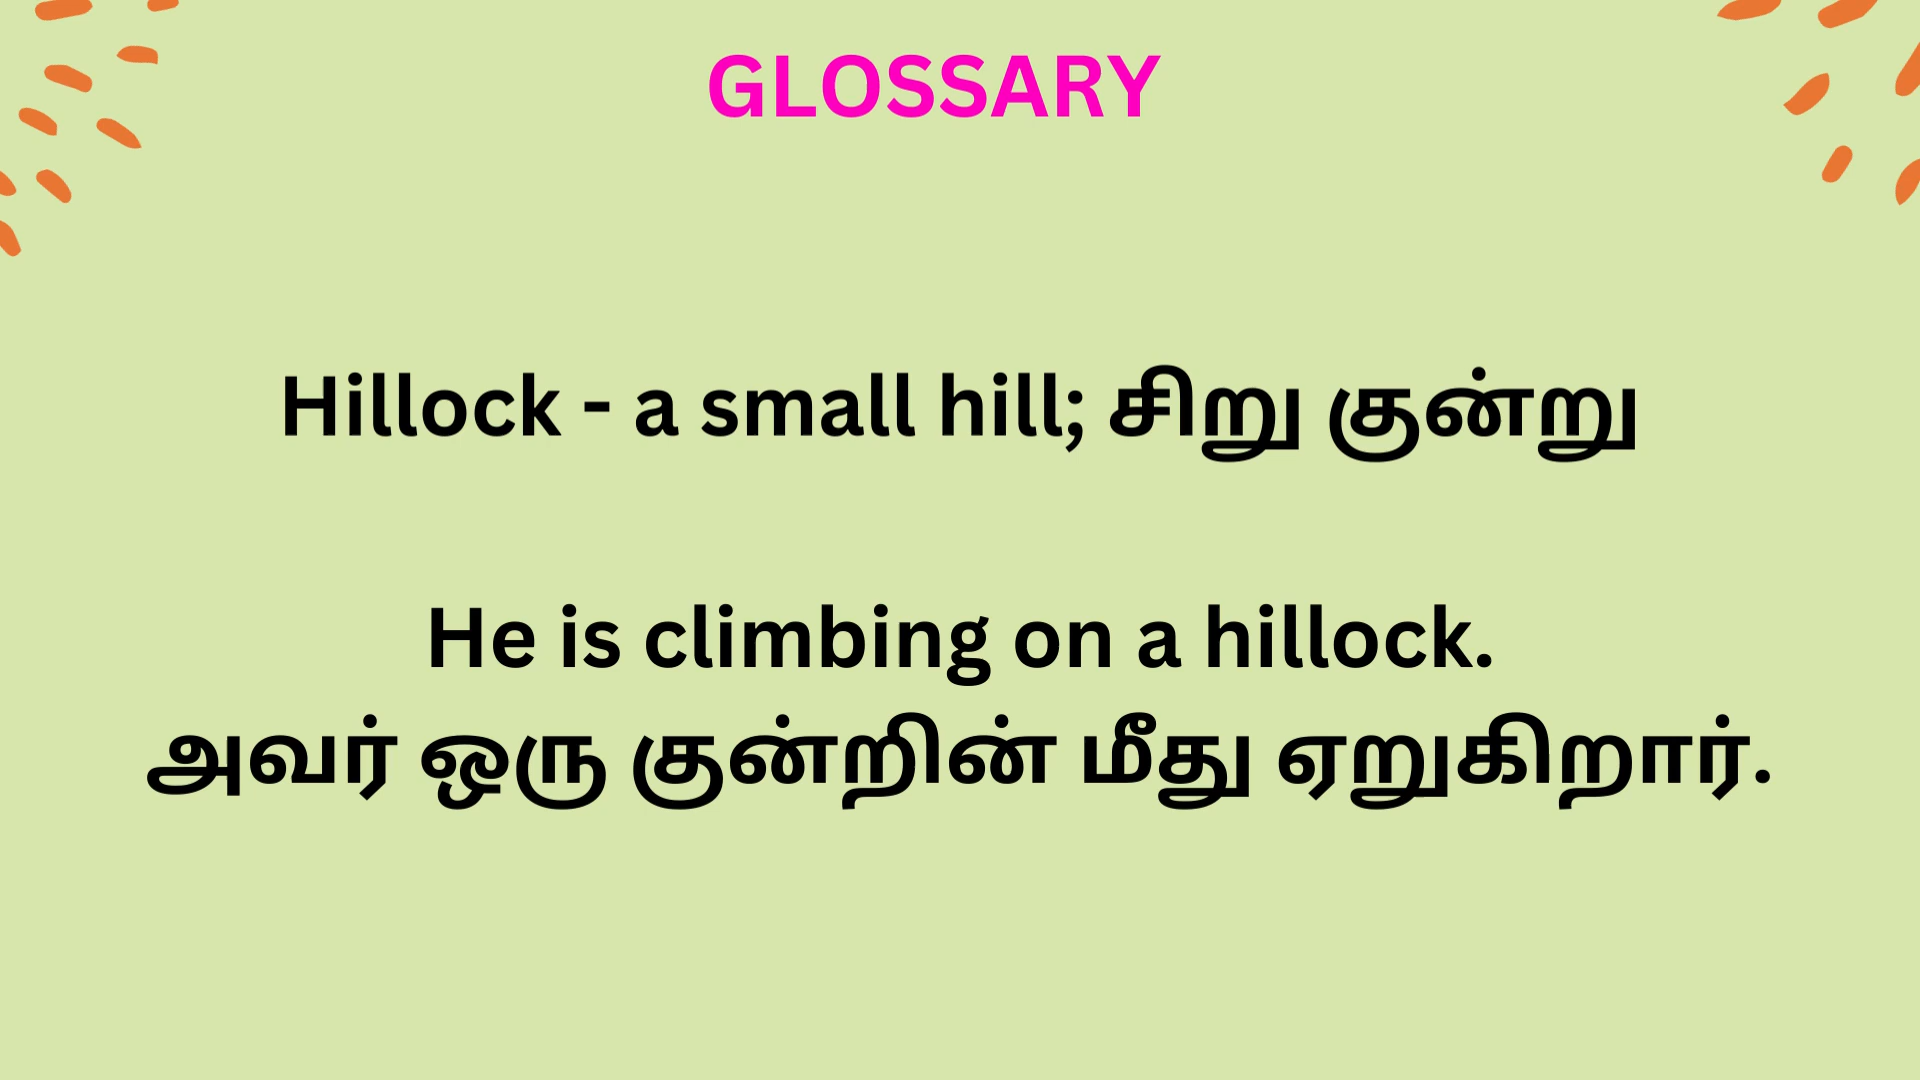 GLOSSARY
Hillock - a small hill; சிறு குன்று
He is climbing on a hillock.
அவர் ஒரு குன்றின் மீது ஏறுகிறார்.